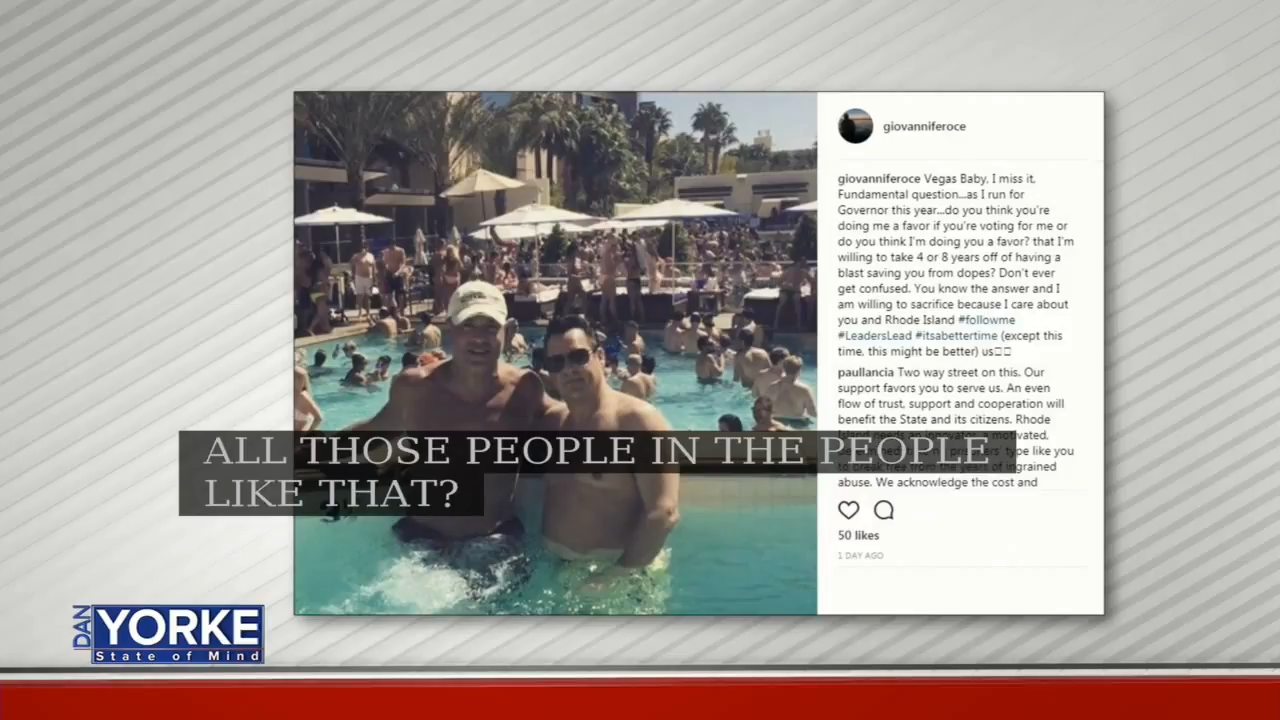 giovanniferoce
giovanniferoce Vegas Baby, I miss it,
Fundamental question...as I run for
Governor this year...do you think you're
doing me a favor if you're voting for me or
do you think I'm doing you a favor? that I'm
willing to take 4 or 8 years off of having a
blast saving you from dopes? Don't ever
get confused. You know the answer and I
am willing to sacrifice because I care about
you and Rhode Island #followme
#LeadersLead #itsabettertime (except this
time, this might be better) us
paullancia Two way street on this. Our
support favors you to serve us. An even
flow of trust, support and cooperation will
benefit the State and its citizens. Rhode
Island needs an innovator, a motivated,
type like you
to break free from the years of ingrained
abuse. We acknowledge the cost and
50 likes
1 DAY AGO
ALL THOSE PEOPLE IN THE PEOPLE
LIKE THAT?
DAN
YORKE
State of Mind